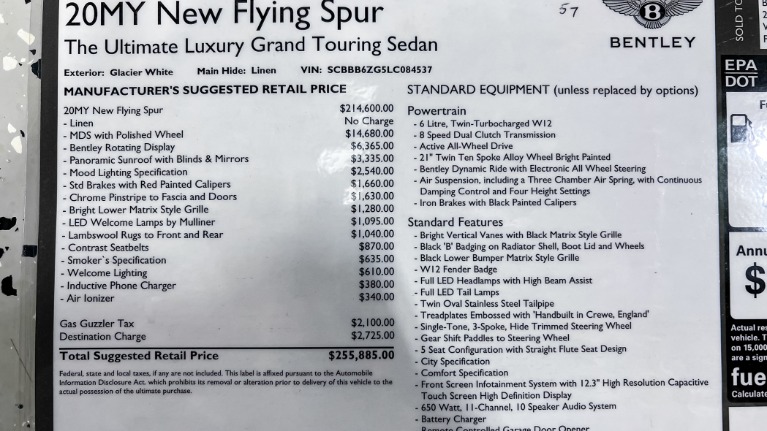 20MY New Flying Spur
57
The Ultimate Luxury Grand Touring Sedan
B
BENTLEY
Exterior: Glacier White Main Hide: Linen VIN: SCBBB6ZG5LC084537
MANUFACTURER'S SUGGESTED RETAIL PRICE
20MY New Flying Spur $214,600.00
- Linen No Charge
- MDS with Polished Wheel $14,680.00
- Bentley Rotating Display $6,365.00
- Panoramic Sunroof with Blinds & Mirrors $3,335.00
- Mood Lighting Specification $2,540.00
- Std Brakes with Red Painted Calipers $1,660.00
- Chrome Pinstripe to Fascia and Doors $1,630.00
- Bright Lower Matrix Style Grille $1,280.00
- LED Welcome Lamps by Mulliner $1,095.00
- Lambswool Rugs to Front and Rear $1,040.00
- Contrast Seatbelts $870.00
- Smoker's Specification $635.00
- Welcome Lighting $610.00
- Inductive Phone Charger $380.00
- Air Ionizer $340.00
Gas Guzzler Tax $2,100.00
Destination Charge $2,725.00
Total Suggested Retail Price $255,885.00
Federal, state and local taxes, if any are not included. This label is affixed pursuant to the Automobile
Information Disclosure Act, which prohibits its removal or alteration prior to delivery of this vehicle to the
actual possession of the ultimate purchase.
STANDARD EQUIPMENT (unless replaced by options)
Powertrain
- 6 Litre, Twin-Turbocharged W12
- 8 Speed Dual Clutch Transmission
- Active All-Wheel Drive
- 21" Twin Ten Spoke Alloy Wheel Bright Painted
- Bentley Dynamic Ride with Electronic All Wheel Steering
- Air Suspension, including a Three Chamber Air Spring, with Continuous
Damping Control and Four Height Settings
- Iron Brakes with Black Painted Calipers
Standard Features
- Bright Vertical Vanes with Black Matrix Style Grille
- Black 'B' Badging on Radiator Shell, Boot Lid and Wheels
- Black Lower Bumper Matrix Style Grille
- W12 Fender Badge
- Full LED Headlamps with High Beam Assist
- Full LED Tail Lamps
- Twin Oval Stainless Steel Tailpipe
- Treadplates Embossed with 'Handbuilt in Crewe, England'
- Single-Tone, 3-Spoke, Hide Trimmed Steering Wheel
- Gear Shift Paddles to Steering Wheel
- 5 Seat Configuration with Straight Flute Seat Design
- City Specification
- Comfort Specification
- Front Screen Infotainment System with 12.3" High Resolution Capacitive
Touch Screen High Definition Display
- 650 Watt, 11-Channel, 10 Speaker Audio System
- Battery Charger
- Remote Controlled Garage Door Opener
SOLD TO
EPA
DOT
Annu
$
Actual re
vehicle. T
on 15,000
are a sign
fue
Calculate